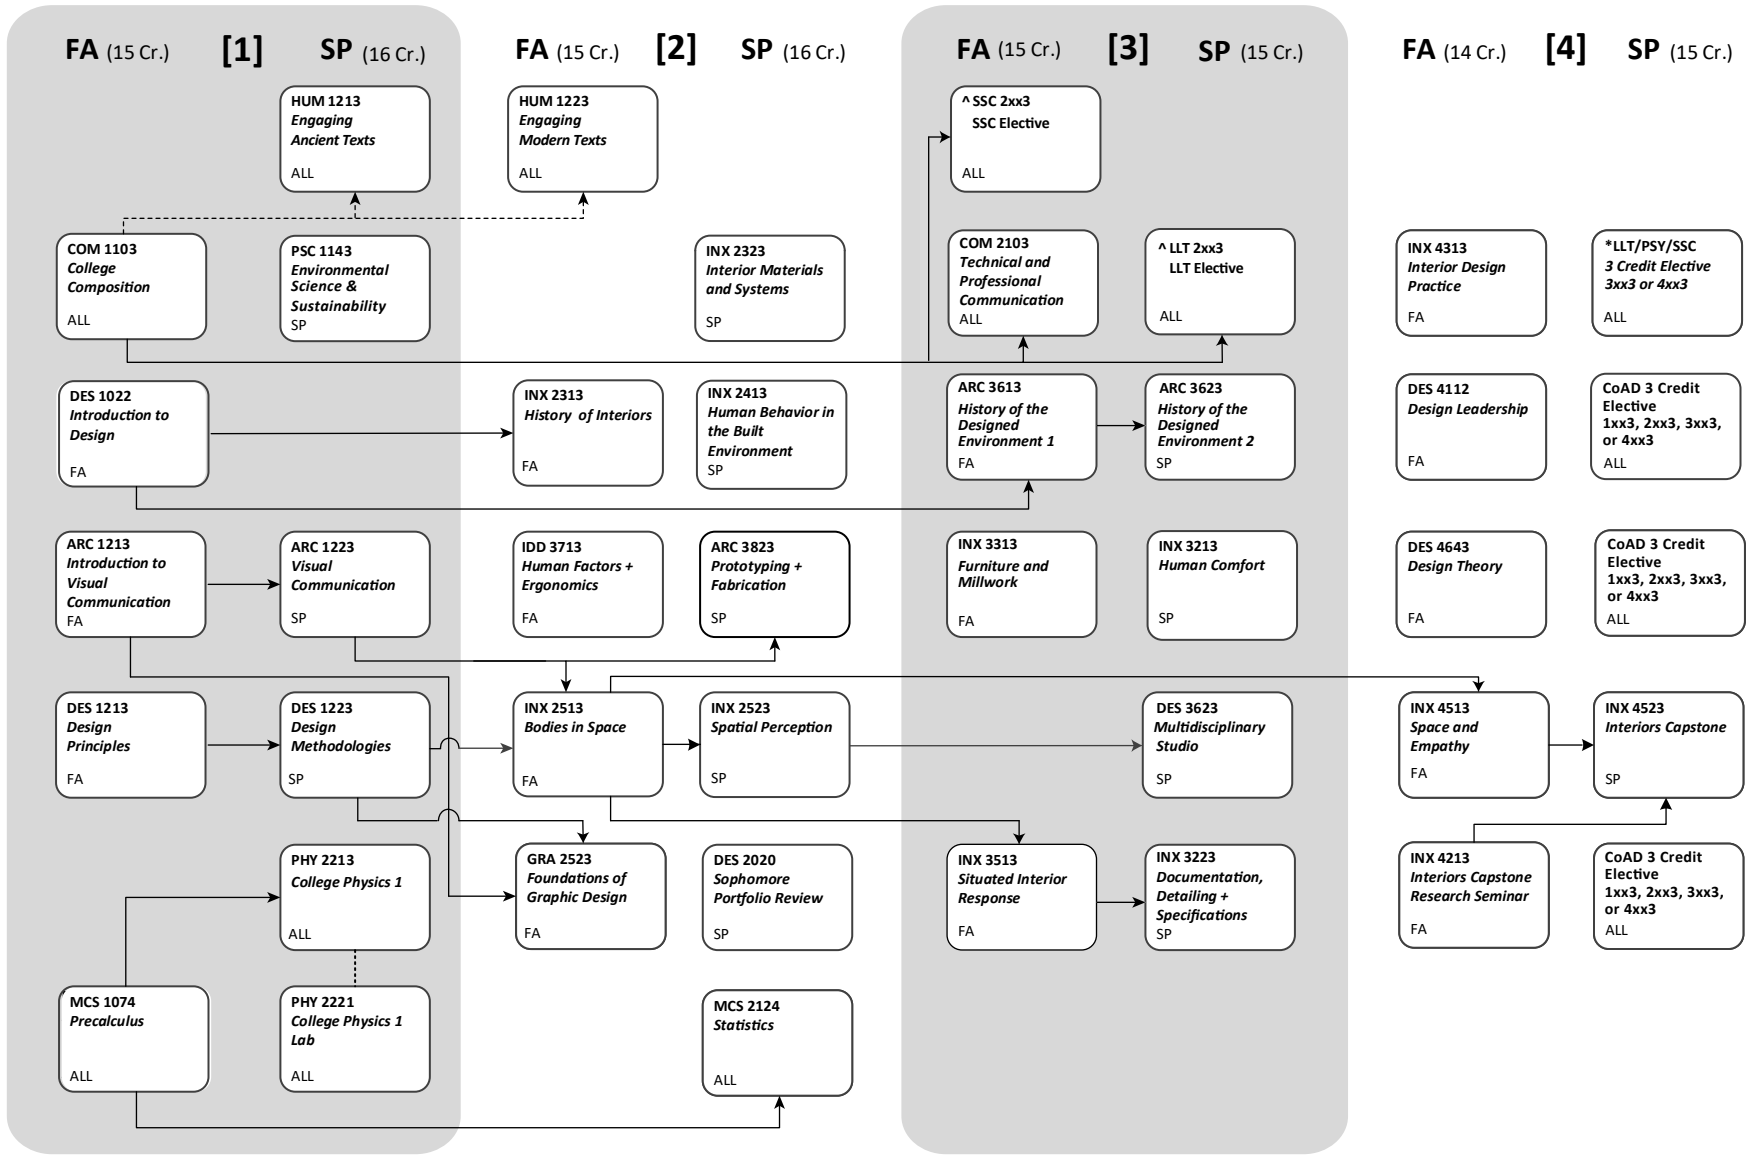 FA (15 Cr.) [1] SP (16 Cr.) FA (15 Cr.) [2] SP (16 Cr.) FA (15 Cr.) [3] SP (15 Cr.) FA (14 Cr.) [4] SP (15 Cr.)
HUM 1213
Engaging
Ancient Texts
ALL
HUM 1223
Engaging
Modern Texts
ALL
^ SSC 2xx3
SSC Elective
ALL
COM 1103
College
Composition
ALL
PSC 1143
Environmental
Science &
Sustainability
SP
INX 2323
Interior Materials
and Systems
SP
COM 2103
Technical and
Professional
Communication
ALL
^ LLT 2xx3
LLT Elective
ALL
INX 4313
Interior Design
Practice
FA
*LLT/PSY/SSC
3 Credit Elective
3xx3 or 4xx3
ALL
DES 1022
Introduction to
Design
FA
INX 2313
History of Interiors
FA
INX 2413
Human Behavior in
the Built
Environment
SP
ARC 3613
History of the
Designed
Environment 1
FA
ARC 3623
History of the
Designed
Environment 2
SP
DES 4112
Design Leadership
FA
CoAD 3 Credit
Elective
1xx3, 2xx3, 3xx3,
or 4xx3
ALL
ARC 1213
Introduction to
Visual
Communication
FA
ARC 1223
Visual
Communication
SP
IDD 3713
Human Factors +
Ergonomics
FA
ARC 3823
Prototyping +
Fabrication
SP
INX 3313
Furniture and
Millwork
FA
INX 3213
Human Comfort
SP
DES 4643
Design Theory
FA
CoAD 3 Credit
Elective
1xx3, 2xx3, 3xx3,
or 4xx3
ALL
DES 1213
Design
Principles
FA
DES 1223
Design
Methodologies
SP
INX 2513
Bodies in Space
FA
INX 2523
Spatial Perception
SP
DES 3623
Multidisciplinary
Studio
SP
INX 4513
Space and
Empathy
FA
INX 4523
Interiors Capstone
SP
PHY 2213
College Physics 1
ALL
GRA 2523
Foundations of
Graphic Design
FA
DES 2020
Sophomore
Portfolio Review
SP
INX 3513
Situated Interior
Response
FA
INX 3223
Documentation,
Detailing +
Specifications
SP
INX 4213
Interiors Capstone
Research Seminar
FA
CoAD 3 Credit
Elective
1xx3, 2xx3, 3xx3,
or 4xx3
ALL
MCS 1074
Precalculus
ALL
PHY 2221
College Physics 1
Lab
ALL
MCS 2124
Statistics
ALL